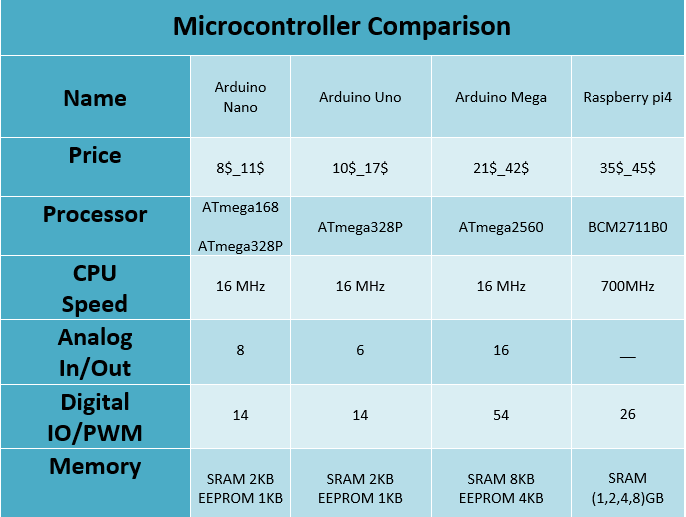 Microcontroller Comparison
Name
Arduino
Nano
Arduino Uno
Arduino Mega
Raspberry pi4
Price
8$_11$
10$_17$
21$_42$
35$_45$
Processor
ATmega168
ATmega328P
ATmega328P
ATmega2560
BCM2711B0
CPU
Speed
16 MHz
16 MHz
16 MHz
700MHz
Analog
In/Out
8
6
16
__
Digital
IO/PWM
14
14
54
26
Memory
SRAM 2KB
EEPROM 1KB
SRAM 2KB
EEPROM 1KB
SRAM 8KB
EEPROM 4KB
SRAM
(1,2,4,8)GB